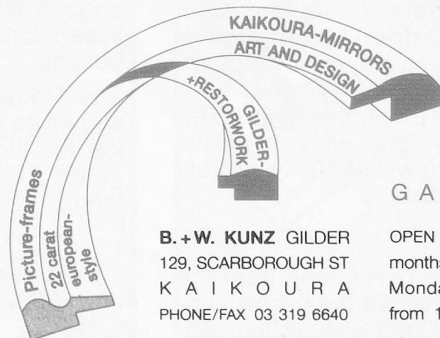 KAIKOURA-MIRRORS
ART AND DESIGN
GILDER-
+RESTORWORK
Picture-frames
22 carat
european-
style
B.+W. KUNZ GILDER
129, SCARBOROUGH ST
KAIKOURA
PHONE/FAX 03 319 6640
G A
OPEN
months
Monda
from 1